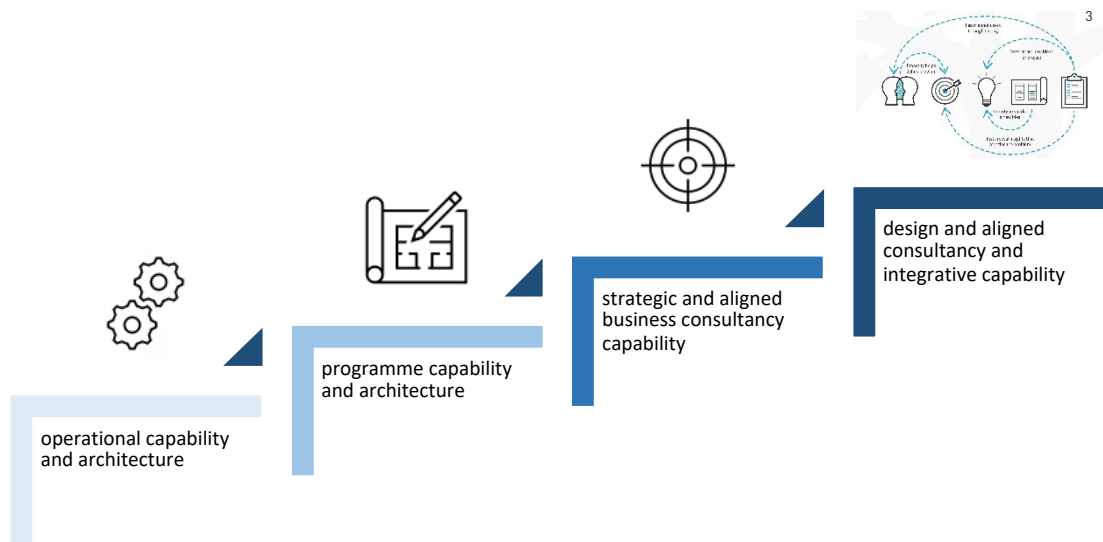 3
operational capability
and architecture
programme capability
and architecture
strategic and aligned
business consultancy
capability
design and aligned
consultancy and
integrative capability